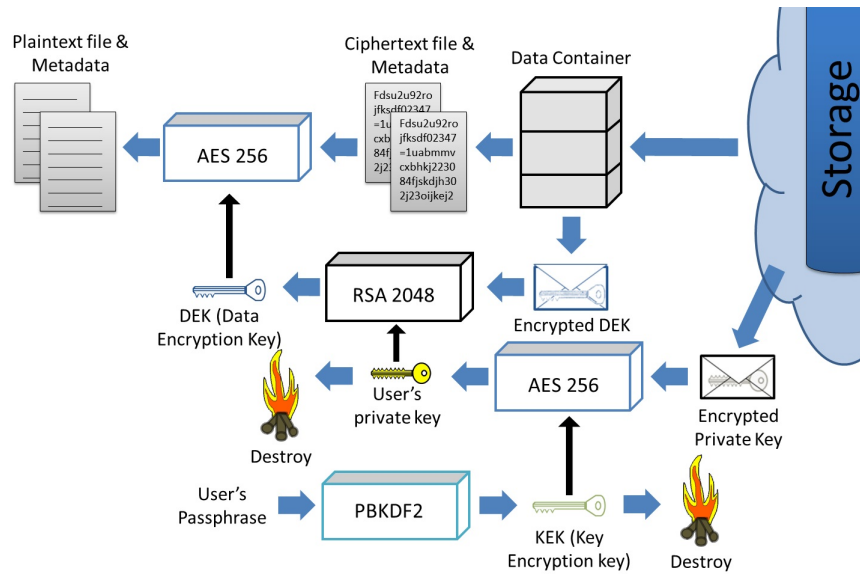 Plaintext file &
Metadata
Ciphertext file &
Metadata
Data Container
Storage
Fdsu2u92ro
jfksdf02347
=1u
cxb
84fj
2j23
Fdsu2u92ro
jfksdf02347
=1uabmmv
cxbhkj2230
84fjskdjh30
2j23oijkej2
AES 256
RSA 2048
DEK (Data
Encryption Key)
Encrypted DEK
AES 256
User's
private key
Encrypted
Private Key
Destroy
User's
Passphrase
PBKDF2
KEK (Key
Encryption key)
Destroy